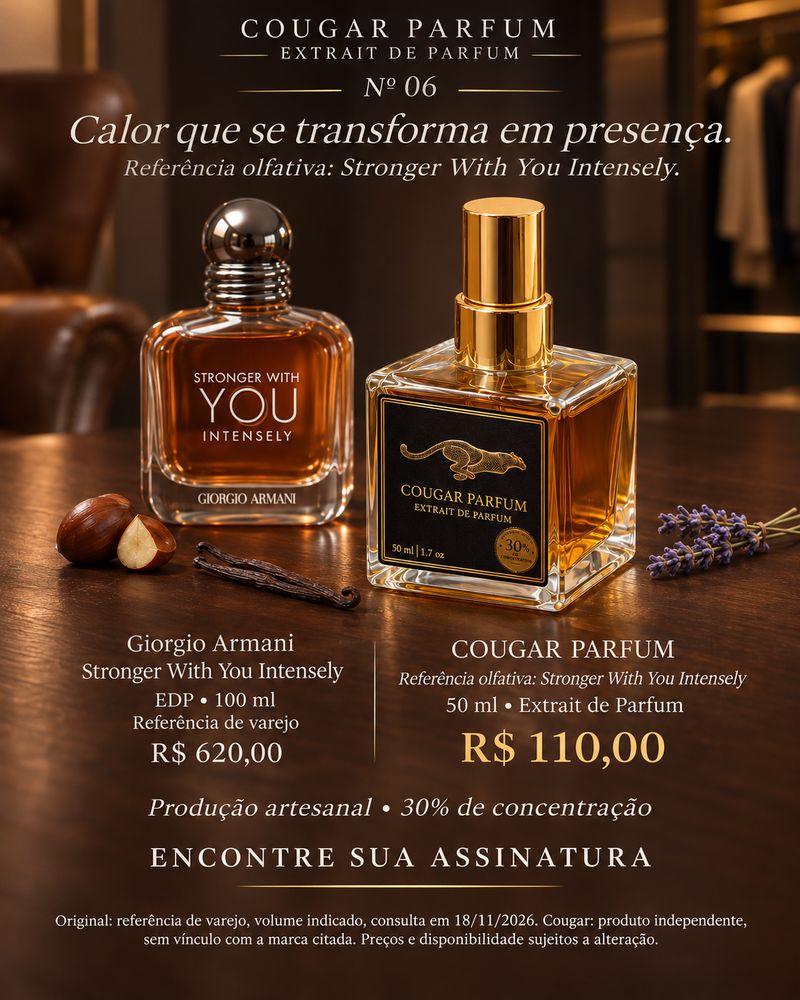 COUGAR PARFUM
EXTRAIT DE PARFUM
Nº 06
Calor que se transforma em presença.
Referência olfativa: Stronger With You Intensely.
STRONGER WITH
YOU
INTENSELY
GIORGIO ARMANI
COUGAR PARFUM
EXTRAIT DE PARFUM
50 ml | 1.7 oz
30%
Giorgio Armani
Stronger With You Intensely
EDP • 100 ml
Referência de varejo
R$ 620,00
COUGAR PARFUM
Referência olfativa: Stronger With You Intensely
50 ml • Extrait de Parfum
R$ 110,00
Produção artesanal • 30% de concentração
ENCONTRE SUA ASSINATURA
Original: referência de varejo, volume indicado, consulta em 18/11/2026. Cougar: produto independente,
sem vínculo com a marca citada. Preços e disponibilidade sujeitos a alteração.